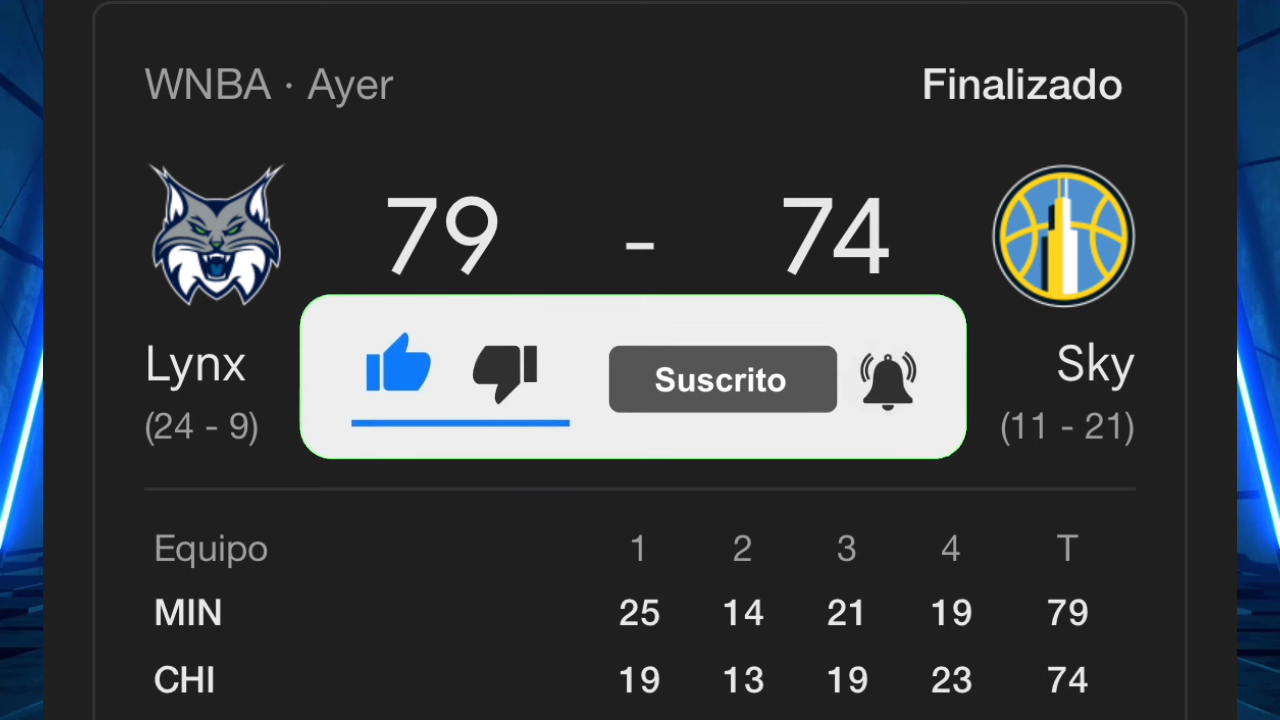 WNBA · Ayer Finalizado
79 - 74
Lynx Sky
Suscrito
(24 - 9) (11 - 21)
Equipo 1 2 3 4 T
MIN 25 14 21 19 79
CHI 19 13 19 23 74